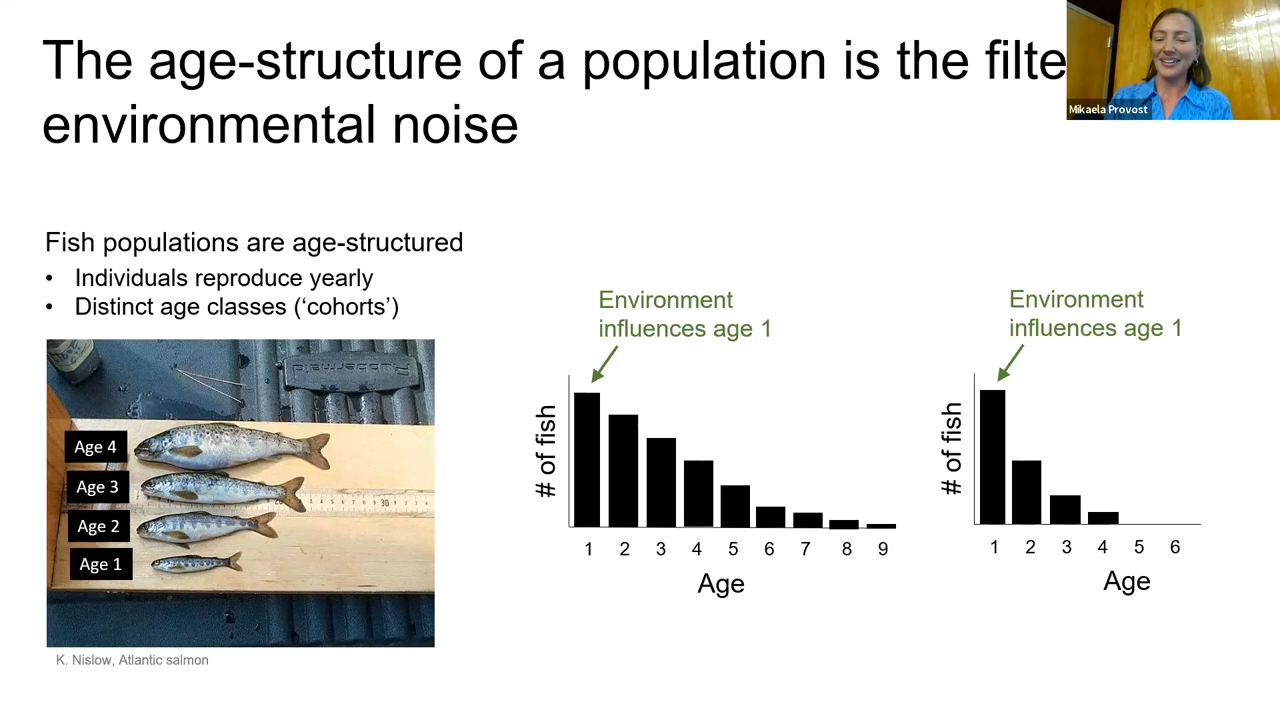 The age-structure of a population is the filte
environmental noise
Mikaela Provost
Fish populations are age-structured
• Individuals reproduce yearly
• Distinct age classes (‘cohorts’)
Rubbermaid
Age 4
Age 3
Age 2
Age 1
30
K. Nislow, Atlantic salmon
Environment
influences age 1
# of fish
1 2 3 4 5 6 7 8 9
Age
Environment
influences age 1
# of fish
1 2 3 4 5 6
Age